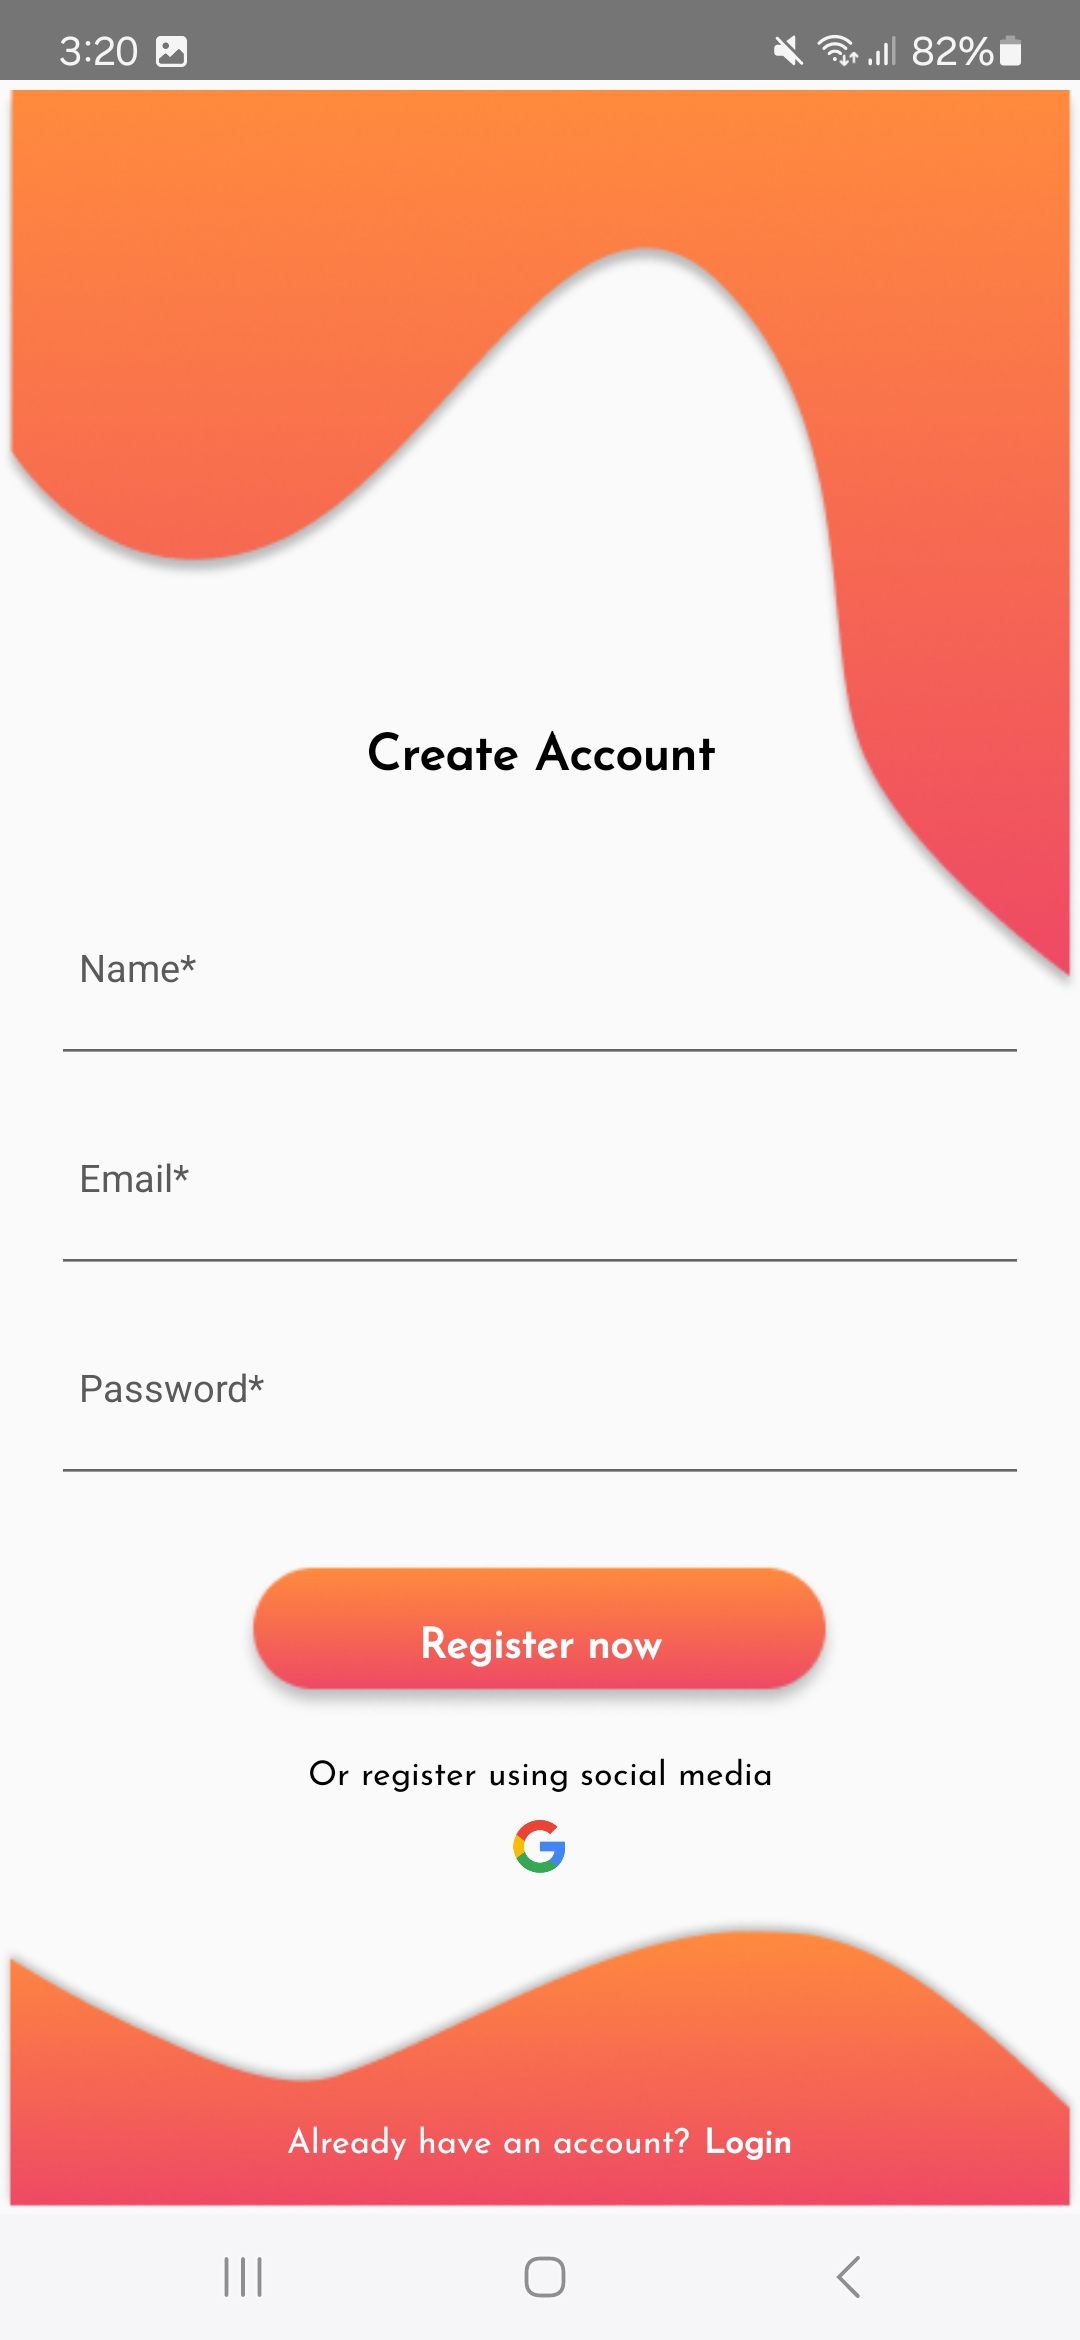 3:20 82%
Create Account
Name*
Email*
Password*
Register now
Or register using social media
Already have an account? Login